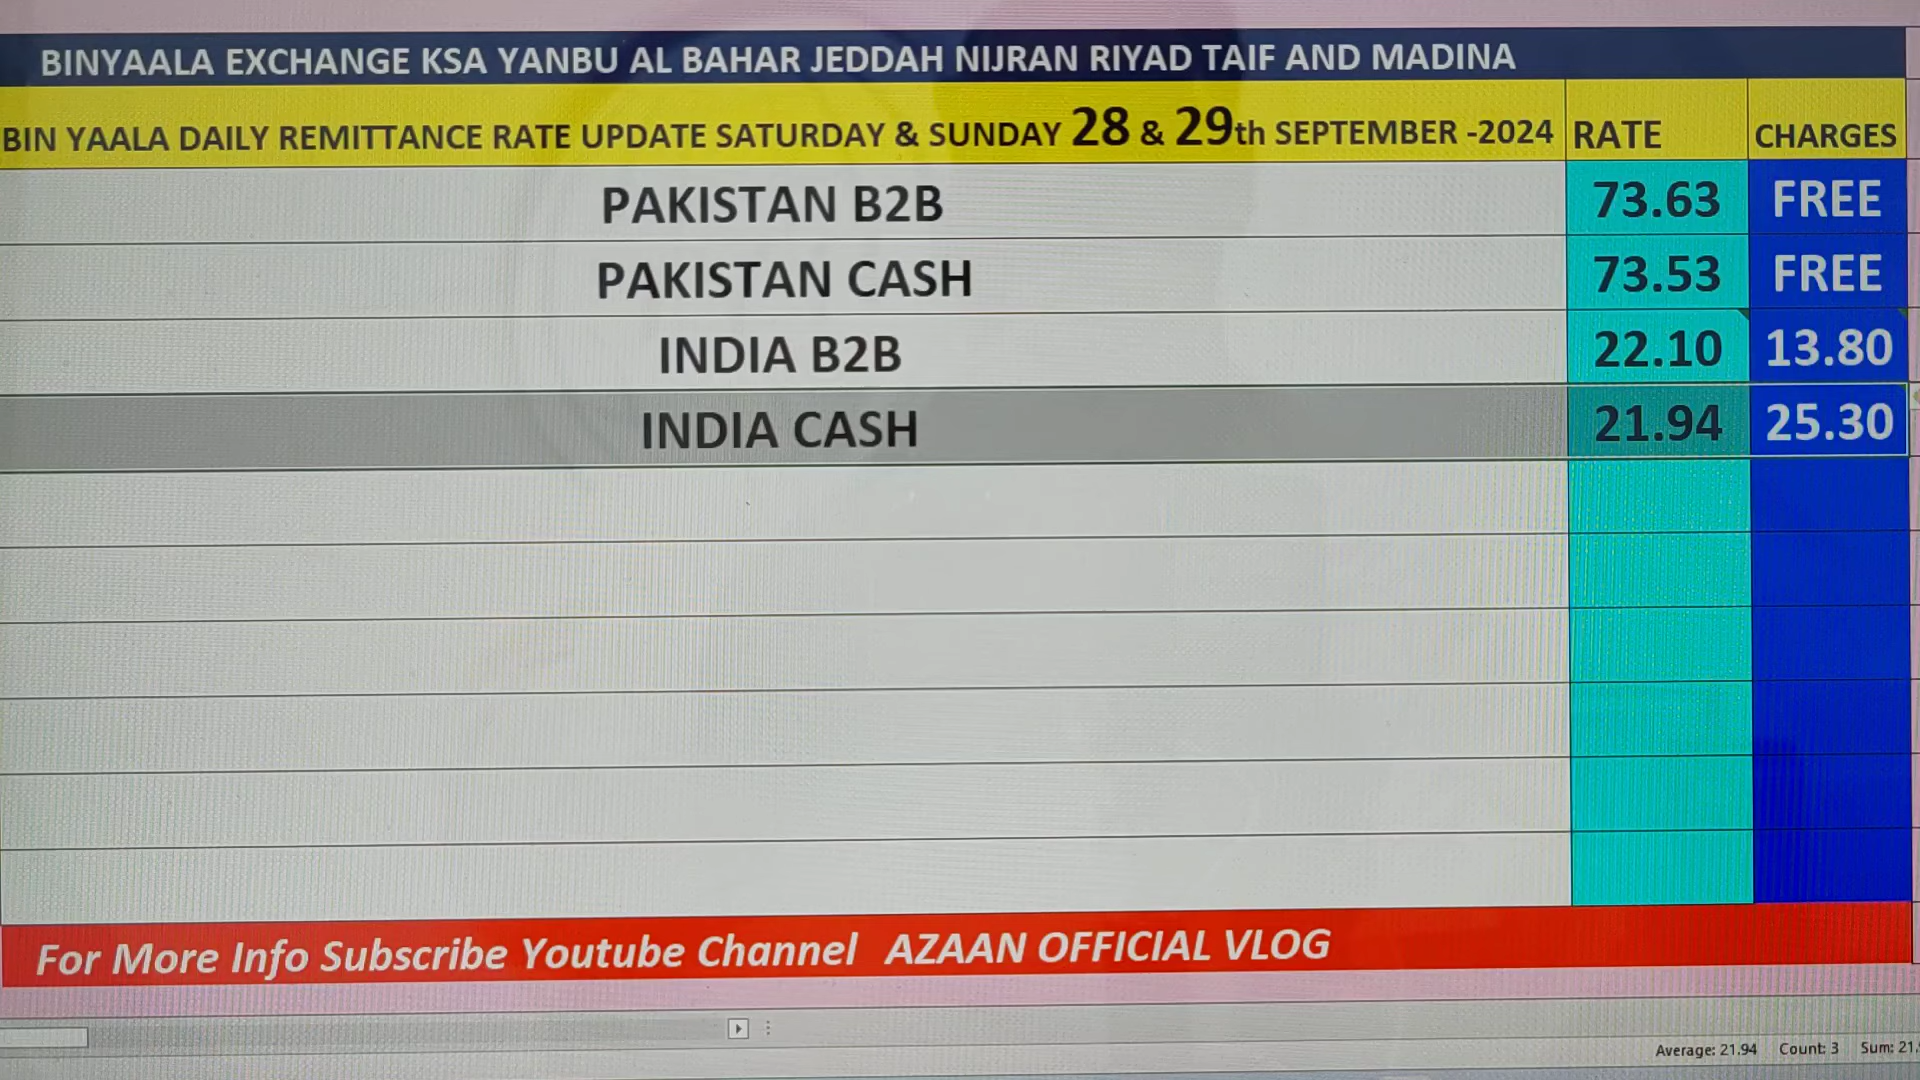 BINYAALA EXCHANGE KSA YANBU AL BAHAR JEDDAH NIJRAN RIYAD TAIF AND MADINA
BIN YAALA DAILY REMITTANCE RATE UPDATE SATURDAY & SUNDAY 28 & 29th SEPTEMBER -2024 RATE CHARGES
PAKISTAN B2B 73.63 FREE
PAKISTAN CASH 73.53 FREE
INDIA B2B 22.10 13.80
INDIA CASH 21.94 25.30
For More Info Subscribe Youtube Channel AZAAN OFFICIAL VLOG
Average: 21.94 Count: 3 Sum: 21.